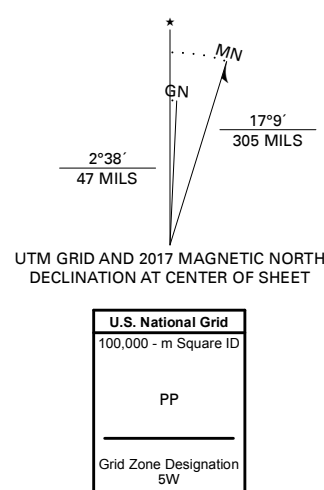 ★
MN
GN
17°9´
305 MILS
2°38´
47 MILS
UTM GRID AND 2017 MAGNETIC NORTH
DECLINATION AT CENTER OF SHEET
U.S. National Grid
100,000 - m Square ID
PP
Grid Zone Designation
5W